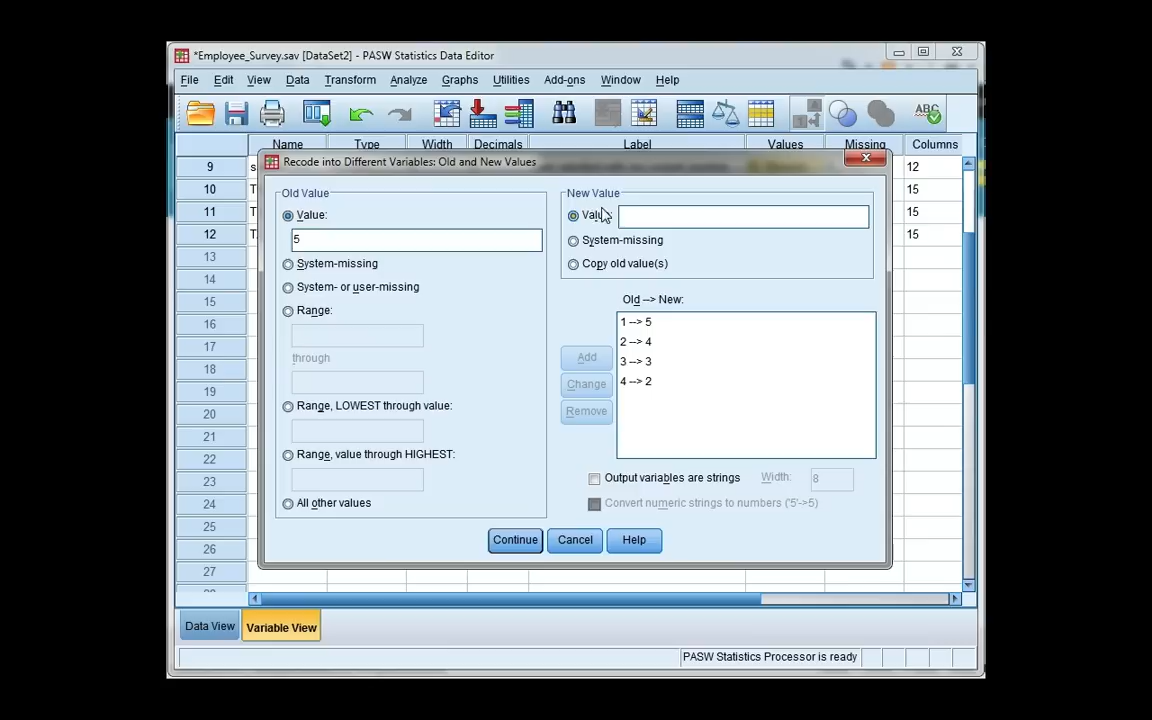 *Employee_Survey.sav [DataSet2] - PASW Statistics Data Editor
File Edit View Data Transform Analyze Graphs Utilities Add-ons Window Help
ABC
Name Type Width Decimals Label Values Missing Columns
9 s 12
10 T 15
11 T 15
12 T 15
13
14
15
16
17
18
19
20
21
22
23
24
25
26
27
Recode into Different Variables: Old and New Values
Old Value
Value:
5
System-missing
System- or user-missing
Range:
through
Range, LOWEST through value:
Range, value through HIGHEST:
All other values
New Value
Value:
System-missing
Copy old value(s)
Old --> New:
1 --> 5
2 --> 4
3 --> 3
4 --> 2
Add
Change
Remove
Output variables are strings Width: 8
Convert numeric strings to numbers ('5'->5)
Continue Cancel Help
Data View Variable View
PASW Statistics Processor is ready